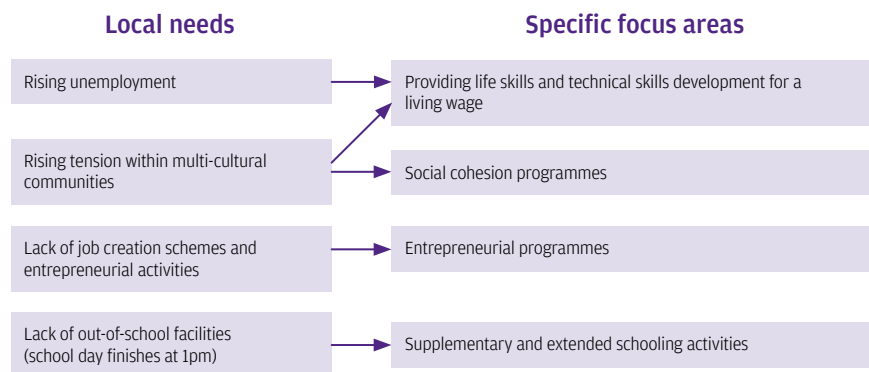 Local needs
Specific focus areas
Rising unemployment
Providing life skills and technical skills development for a
living wage
Rising tension within multi-cultural
communities
Social cohesion programmes
Lack of job creation schemes and
entrepreneurial activities
Entrepreneurial programmes
Lack of out-of-school facilities
(school day finishes at 1pm)
Supplementary and extended schooling activities